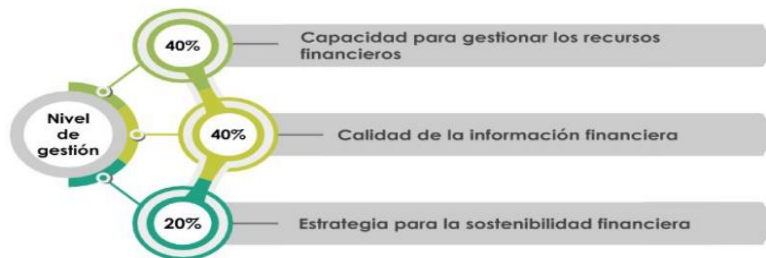 40%
Capacidad para gestionar los recursos
financieros
Nivel
de
gestión
40%
Calidad de la información financiera
20%
Estrategia para la sostenibilidad financiera